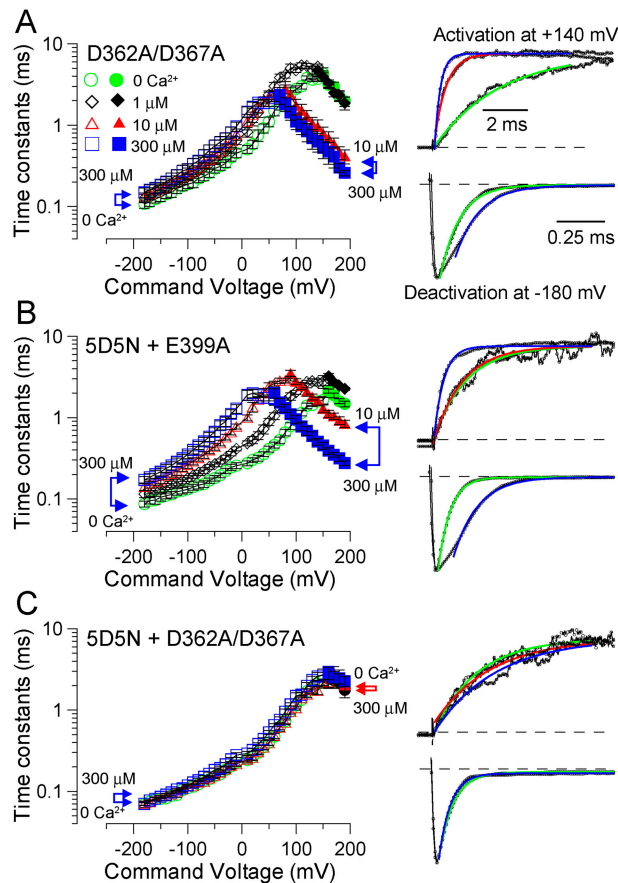 A
D362A/D367A
0 Ca²⁺
1 μM
10 μM
300 μM
Time constants (ms)
10
1
0.1
300 μM
0 Ca²⁺
10 μM
300 μM
-200 -100 0 100 200
Command Voltage (mV)
Activation at +140 mV
2 ms
0.25 ms
Deactivation at -180 mV
B
5D5N + E399A
Time constants (ms)
10
1
0.1
300 μM
0 Ca²⁺
10 μM
300 μM
-200 -100 0 100 200
Command Voltage (mV)
C
5D5N + D362A/D367A
Time constants (ms)
10
1
0.1
300 μM
0 Ca²⁺
0 Ca²⁺
300 μM
-200 -100 0 100 200
Command Voltage (mV)